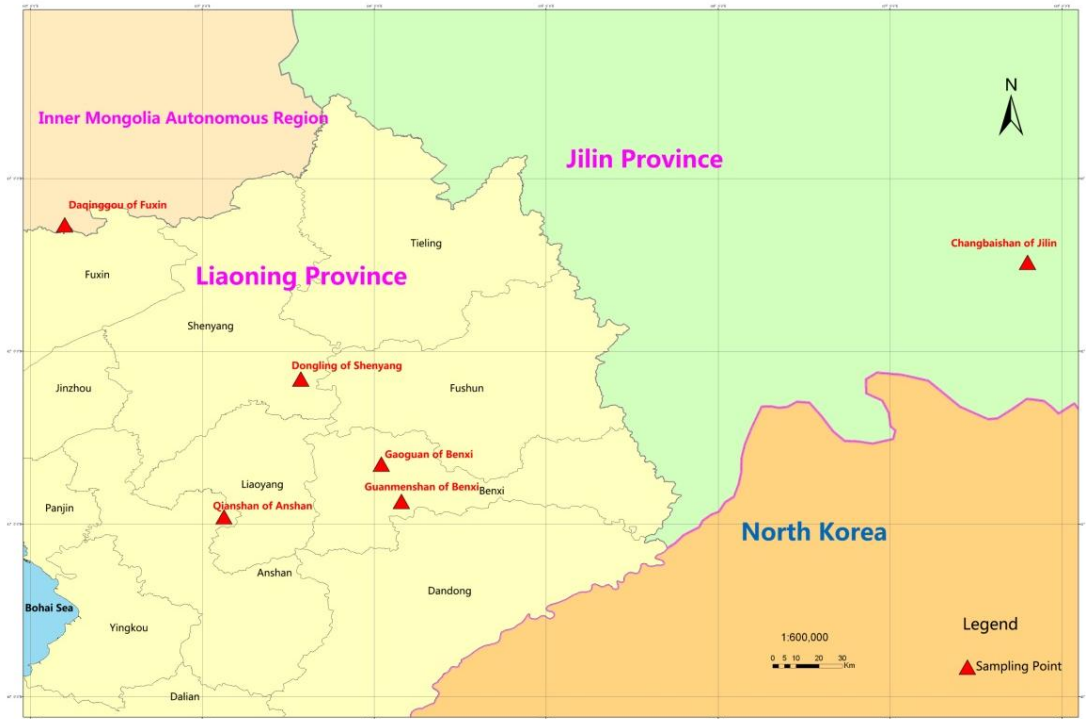 N
Inner Mongolia Autonomous Region
Jilin Province
Daqinggou of Fuxin
Changbaishan of Jilin
Tieling
Fuxin
Liaoning Province
Shenyang
Dongling of Shenyang
Jinzhou
Fushun
Gaoguan of Benxi
Liaoyang
Guanmenshan of Benxi
Benxi
Panjin
Qianshan of Anshan
North Korea
Anshan
Dandong
Bohai Sea
Yingkou
Legend
1:600,000
0 5 10 20 30
Km
Sampling Point
Dalian